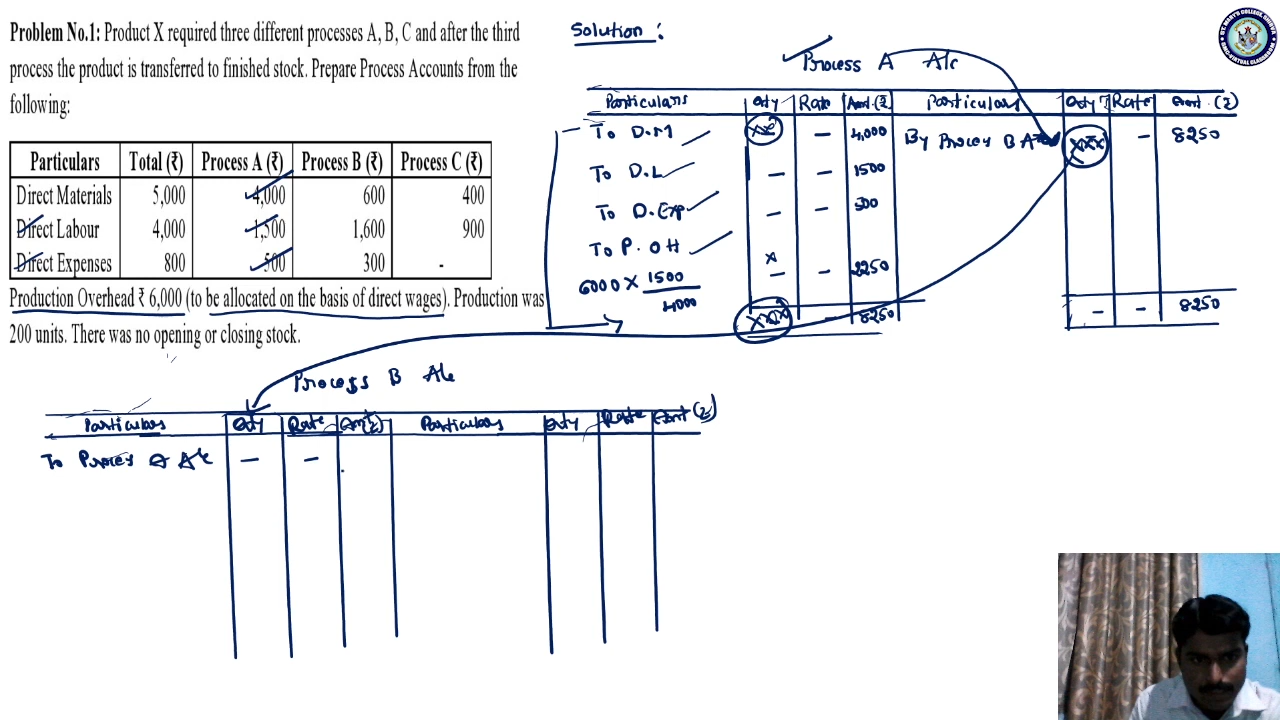 Problem No.1: Product X required three different processes A, B, C and after the third
process the product is transferred to finished stock. Prepare Process Accounts from the
following:
Particulars Total (₹) Process A (₹) Process B (₹) Process C (₹)
Direct Materials 5,000 4,000 600 400
Direct Labour 4,000 1,500 1,600 900
Direct Expenses 800 500 300 -
Production Overhead ₹ 6,000 (to be allocated on the basis of direct wages). Production was
200 units. There was no opening or closing stock.
Solution :
Process A A/c
Particulars Qty Rate Amt.(₹) Particulars Qty Rate Amt.(₹)
To D.M - 4,000 By Process B A/c - 8250
To D.L - - 1500
To D.Exp - - 500
To P.OH
6000 X 1500 - - 2250
4000
- 8250 - - 8250
Process B A/c
Particulars Qty Rate Amt(₹) Particulars Qty Rate Amt(₹)
To Process A A/c - -